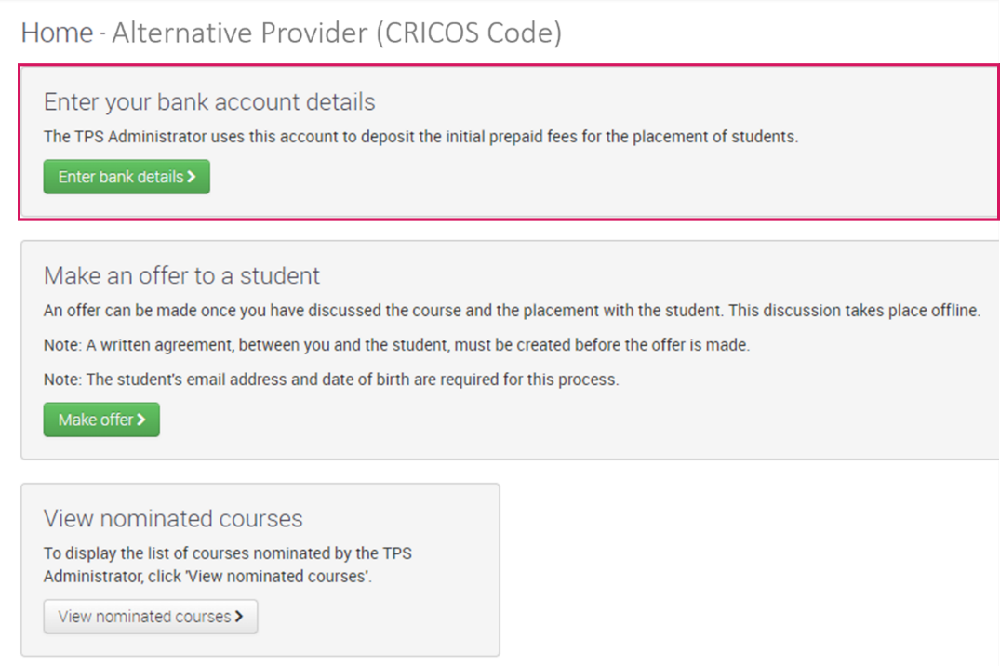 Home - Alternative Provider (CRICOS Code)
Enter your bank account details
The TPS Administrator uses this account to deposit the initial prepaid fees for the placement of students.
Enter bank details
Make an offer to a student
An offer can be made once you have discussed the course and the placement with the student. This discussion takes place offline.
Note: A written agreement, between you and the student, must be created before the offer is made.
Note: The student's email address and date of birth are required for this process.
Make offer
View nominated courses
To display the list of courses nominated by the TPS
Administrator, click 'View nominated courses'.
View nominated courses